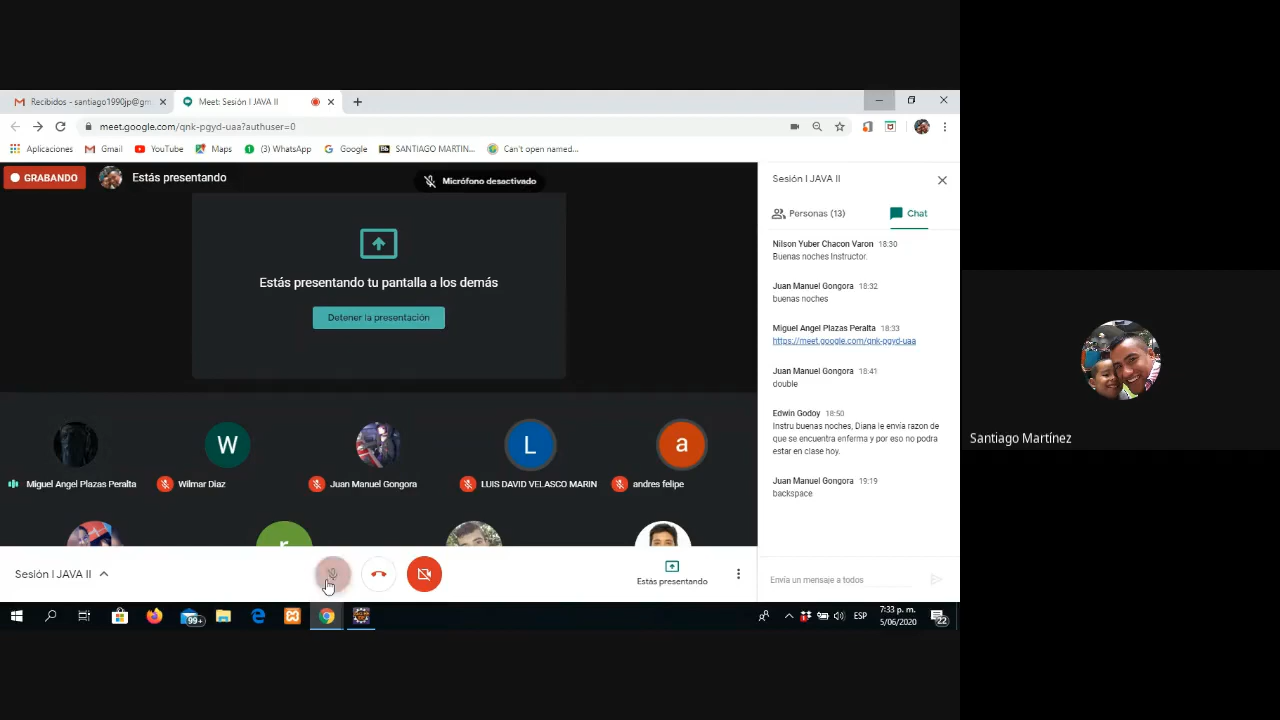 Recibidos - santiago1990jp@gm
Meet: Sesión I JAVA II
meet.google.com/qnk-pgyd-uaa?authuser=0
Aplicaciones
Gmail
YouTube
Maps
(3) WhatsApp
Google
Bb
SANTIAGO MARTIN...
Can't open named...
GRABANDO
Estás presentando
Micrófono desactivado
Estás presentando tu pantalla a los demás
Detener la presentación
W
L
a
Miguel Angel Plazas Peralta
Wilmar Diaz
Juan Manuel Gongora
LUIS DAVID VELASCO MARIN
andres felipe
r
Sesión I JAVA II
Estás presentando
Sesión I JAVA II
Personas (13)
Chat
Nilson Yuber Chacon Varon 18:30
Buenas noches Instructor.
Juan Manuel Gongora 18:32
buenas noches
Miguel Angel Plazas Peralta 18:33
https://meet.google.com/qnk-pgyd-uaa
Juan Manuel Gongora 18:41
double
Edwin Godoy 18:50
Instru buenas noches, Diana le envía razon de
que se encuentra enferma y por eso no podra
estar en clase hoy.
Juan Manuel Gongora 19:19
backspace
Envía un mensaje a todos
99+
ESP
7:33 p. m.
5/06/2020
22
Santiago Martínez